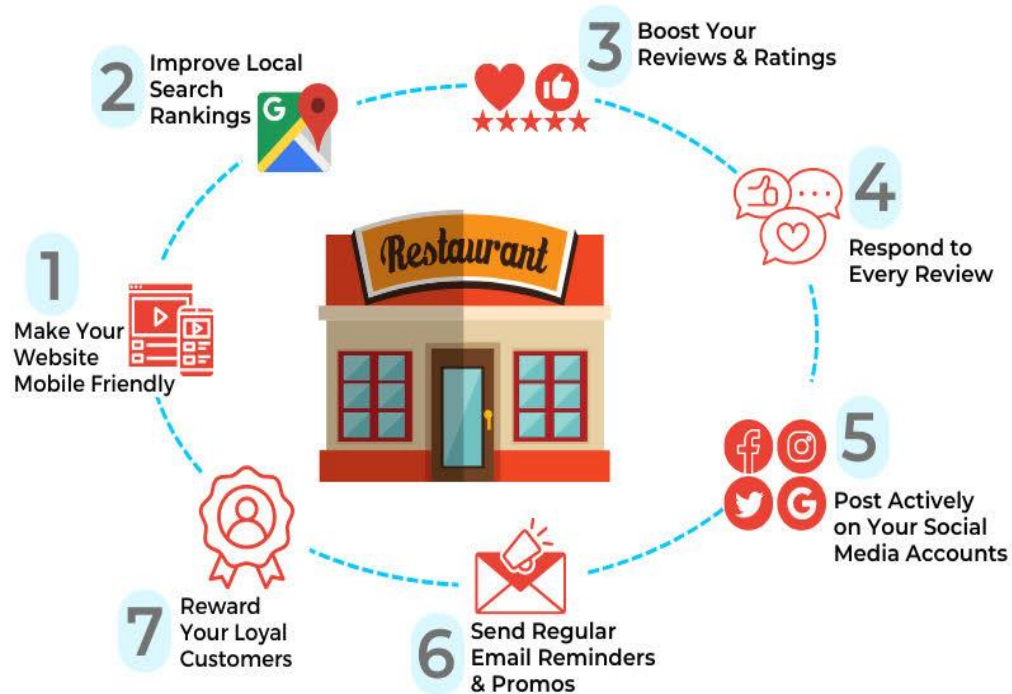 1
Make Your
Website
Mobile Friendly
2
Improve Local
Search
Rankings
G
3
Boost Your
Reviews & Ratings
4
Respond to
Every Review
5
f
G
Post Actively
on Your Social
Media Accounts
6
Send Regular
Email Reminders
& Promos
7
Reward
Your Loyal
Customers
Restaurant